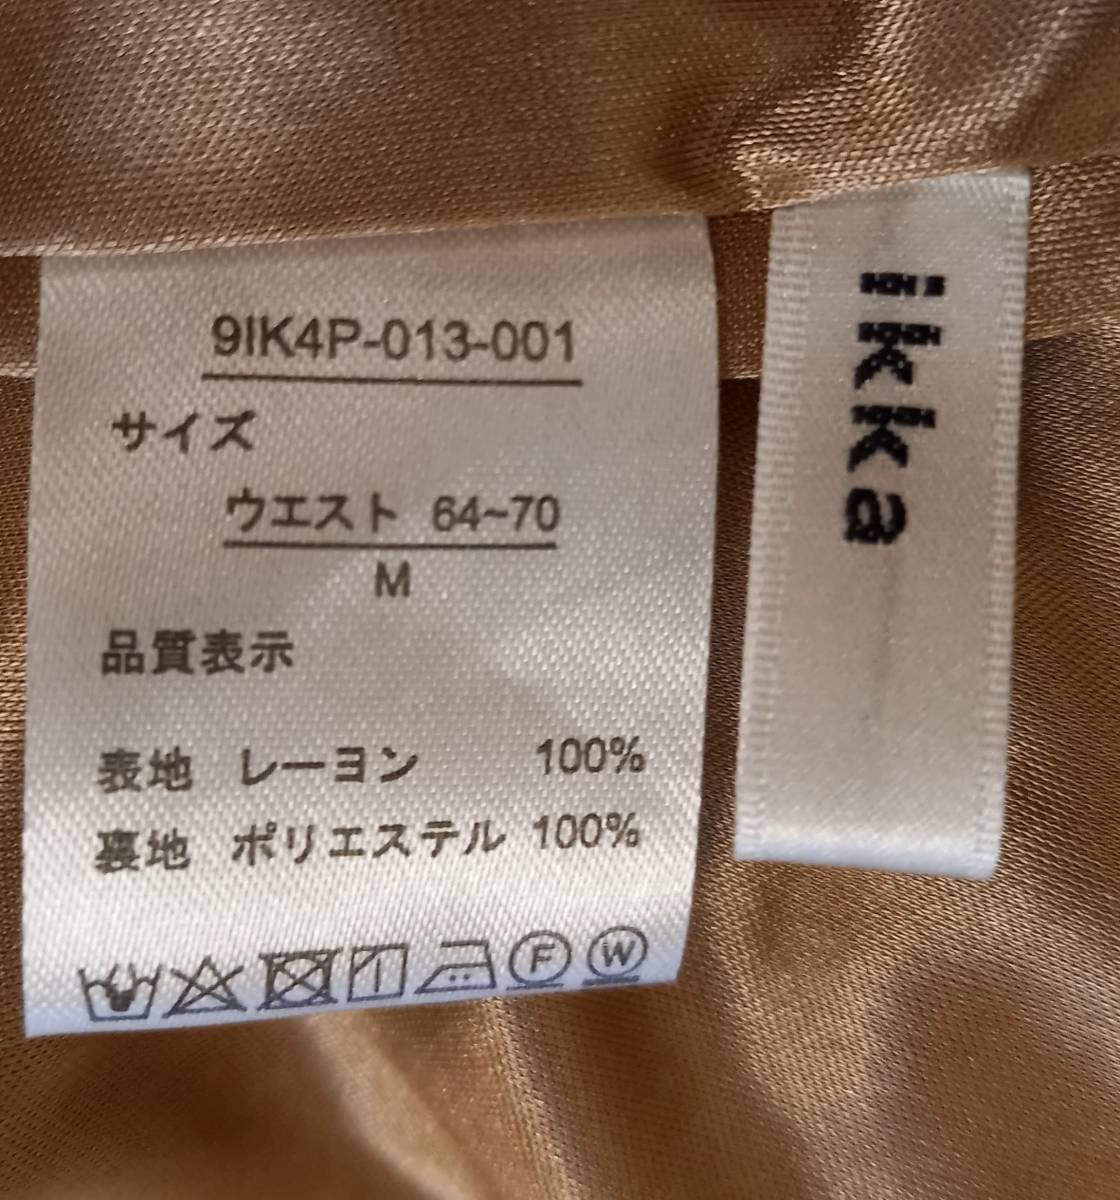 9IK4P-013-001
サイズ
ウエスト 64~70
M
品質表示
表地 レーヨン 100%
裏地 ポリエステル 100%
F W
ikka